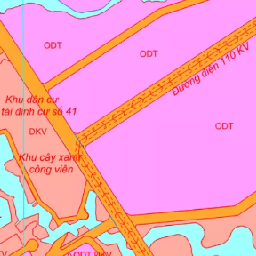 ODT
ODT
Đường điện 110 KV
Khu dân cư
tái định cư số 41
ODT
DKV
Khu cây xanh
công viên